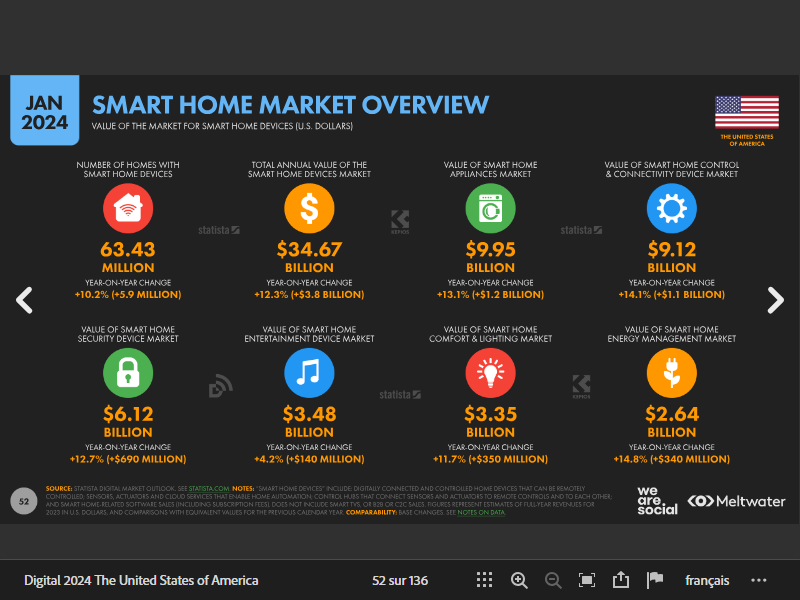 JAN
2024
SMART HOME MARKET OVERVIEW
VALUE OF THE MARKET FOR SMART HOME DEVICES (U.S. DOLLARS)
THE UNITED STATES
OF AMERICA
NUMBER OF HOMES WITH
SMART HOME DEVICES
63.43
MILLION
YEAR-ON-YEAR CHANGE
+10.2% (+5.9 MILLION)
TOTAL ANNUAL VALUE OF THE
SMART HOME DEVICES MARKET
$34.67
BILLION
YEAR-ON-YEAR CHANGE
+12.3% (+$3.8 BILLION)
VALUE OF SMART HOME
APPLIANCES MARKET
$9.95
BILLION
YEAR-ON-YEAR CHANGE
+13.1% (+$1.2 BILLION)
VALUE OF SMART HOME CONTROL
& CONNECTIVITY DEVICE MARKET
$9.12
BILLION
YEAR-ON-YEAR CHANGE
+14.1% (+$1.1 BILLION)
statista
KEPIOS
statista
VALUE OF SMART HOME
SECURITY DEVICE MARKET
$6.12
BILLION
YEAR-ON-YEAR CHANGE
+12.7% (+$690 MILLION)
VALUE OF SMART HOME
ENTERTAINMENT DEVICE MARKET
$3.48
BILLION
YEAR-ON-YEAR CHANGE
+4.2% (+$140 MILLION)
VALUE OF SMART HOME
COMFORT & LIGHTING MARKET
$3.35
BILLION
YEAR-ON-YEAR CHANGE
+11.7% (+$350 MILLION)
VALUE OF SMART HOME
ENERGY MANAGEMENT MARKET
$2.64
BILLION
YEAR-ON-YEAR CHANGE
+14.8% (+$340 MILLION)
statista
KEPIOS
52
SOURCE: STATISTA DIGITAL MARKET OUTLOOK. SEE STATISTA.COM. NOTES: "SMART HOME DEVICES" INCLUDE: DIGITALLY CONNECTED AND CONTROLLED HOME DEVICES THAT CAN BE REMOTELY
CONTROLLED; SENSORS, ACTUATORS AND CLOUD SERVICES THAT ENABLE HOME AUTOMATION; CONTROL HUBS THAT CONNECT SENSORS AND ACTUATORS TO REMOTE CONTROLS AND TO EACH OTHER;
AND SMART HOME RELATED SOFTWARE SALES (INCLUDING SUBSCRIPTION FEES). DOES NOT INCLUDE SMART TVS, OR B2B OR C2C SALES. FIGURES REPRESENT ESTIMATES OF FULL-YEAR REVENUES FOR
2023 IN U.S. DOLLARS, AND COMPARISONS WITH EQUIVALENT VALUES FOR THE PREVIOUS CALENDAR YEAR. COMPARABILITY: BASE CHANGES. SEE NOTES ON DATA.
we
are.
social
Meltwater
Digital 2024 The United States of America
52 sur 136
français